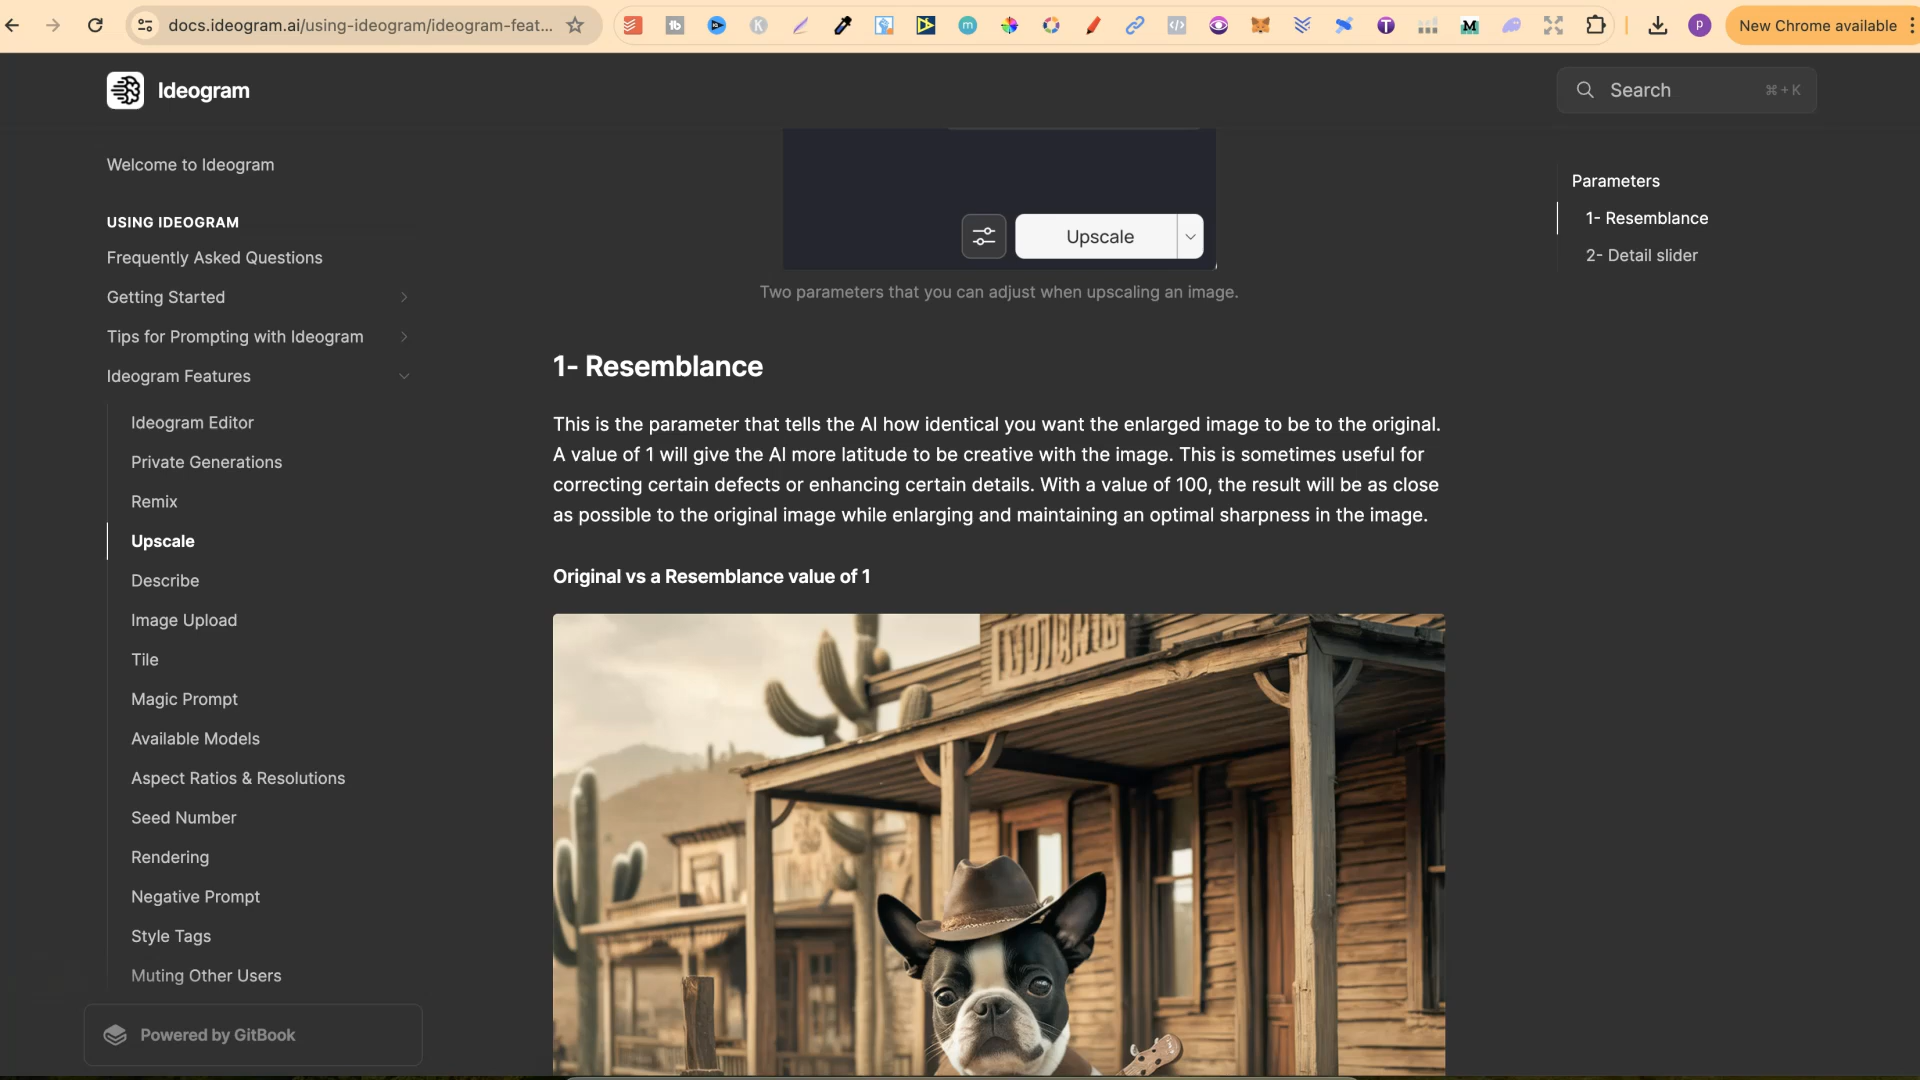 docs.ideogram.ai/using-ideogram/ideogram-feat...
New Chrome available
Ideogram
Search
⌘+K
Welcome to Ideogram
USING IDEOGRAM
Frequently Asked Questions
Getting Started
Tips for Prompting with Ideogram
Ideogram Features
Ideogram Editor
Private Generations
Remix
Upscale
Describe
Image Upload
Tile
Magic Prompt
Available Models
Aspect Ratios & Resolutions
Seed Number
Rendering
Negative Prompt
Style Tags
Muting Other Users
Powered by GitBook
Upscale
Two parameters that you can adjust when upscaling an image.
1- Resemblance
This is the parameter that tells the AI how identical you want the enlarged image to be to the original.
A value of 1 will give the AI more latitude to be creative with the image. This is sometimes useful for
correcting certain defects or enhancing certain details. With a value of 100, the result will be as close
as possible to the original image while enlarging and maintaining an optimal sharpness in the image.
Original vs a Resemblance value of 1
Parameters
1- Resemblance
2- Detail slider